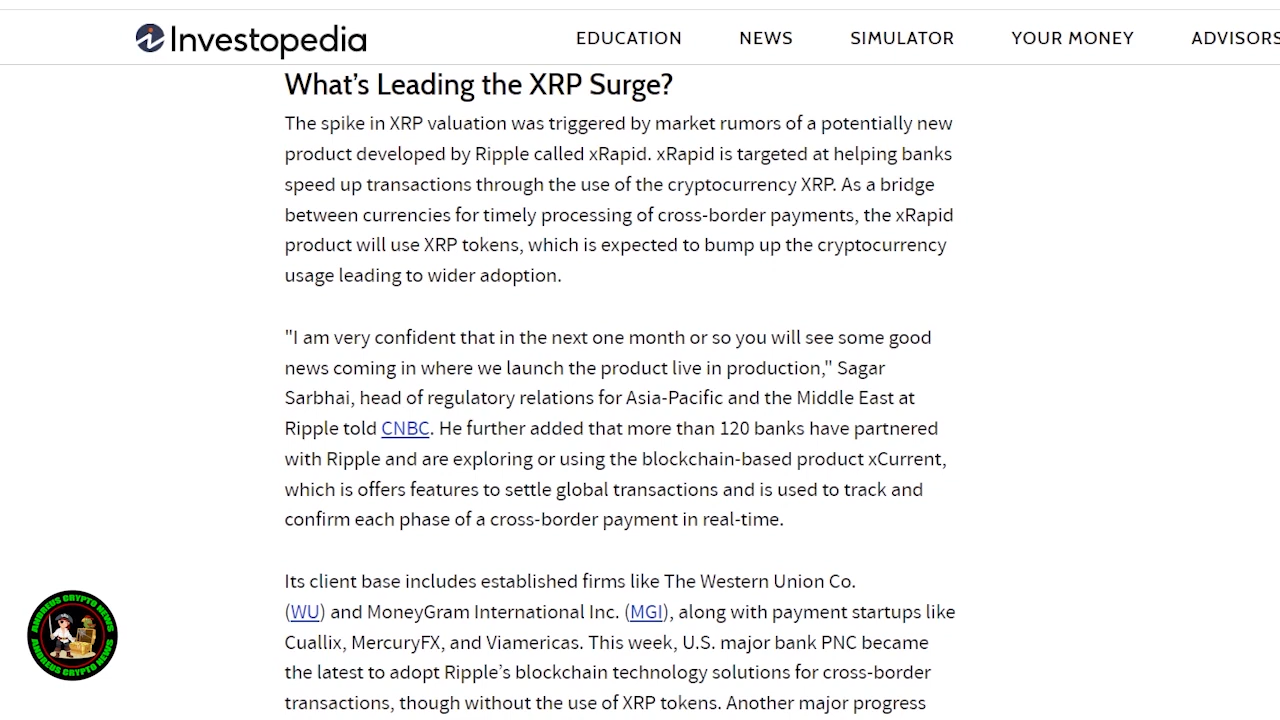 Investopedia
EDUCATION NEWS SIMULATOR YOUR MONEY ADVISORS
What's Leading the XRP Surge?
The spike in XRP valuation was triggered by market rumors of a potentially new
product developed by Ripple called xRapid. xRapid is targeted at helping banks
speed up transactions through the use of the cryptocurrency XRP. As a bridge
between currencies for timely processing of cross-border payments, the xRapid
product will use XRP tokens, which is expected to bump up the cryptocurrency
usage leading to wider adoption.
"I am very confident that in the next one month or so you will see some good
news coming in where we launch the product live in production," Sagar
Sarbhai, head of regulatory relations for Asia-Pacific and the Middle East at
Ripple told CNBC. He further added that more than 120 banks have partnered
with Ripple and are exploring or using the blockchain-based product xCurrent,
which is offers features to settle global transactions and is used to track and
confirm each phase of a cross-border payment in real-time.
Its client base includes established firms like The Western Union Co.
(WU) and MoneyGram International Inc. (MGI), along with payment startups like
Cuallix, MercuryFX, and Viamericas. This week, U.S. major bank PNC became
the latest to adopt Ripple's blockchain technology solutions for cross-border
transactions, though without the use of XRP tokens. Another major progress
ANDREUS CRYPTO NEWS
ANDREUS CRYPTO NEWS